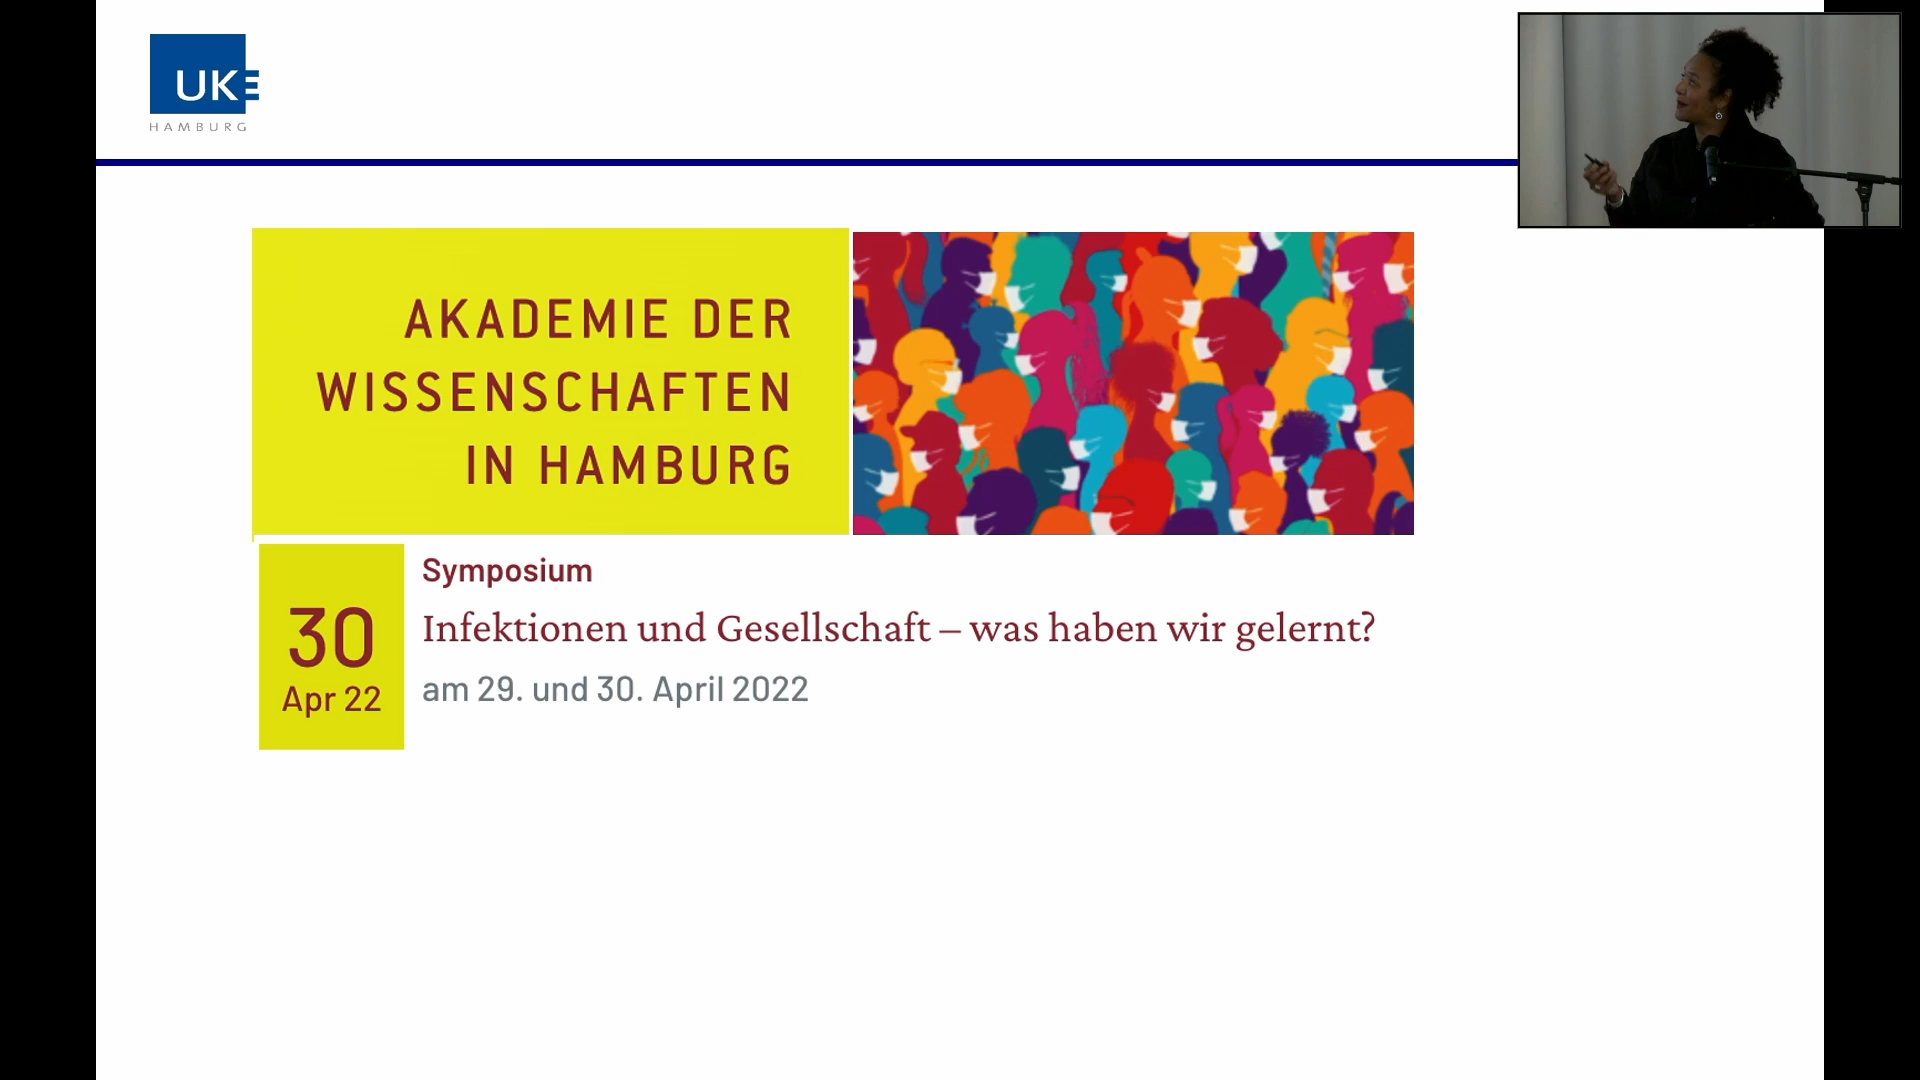 UKE
HAMBURG
AKADEMIE DER
WISSENSCHAFTEN
IN HAMBURG
30
Apr 22
Symposium
Infektionen und Gesellschaft – was haben wir gelernt?
am 29. und 30. April 2022